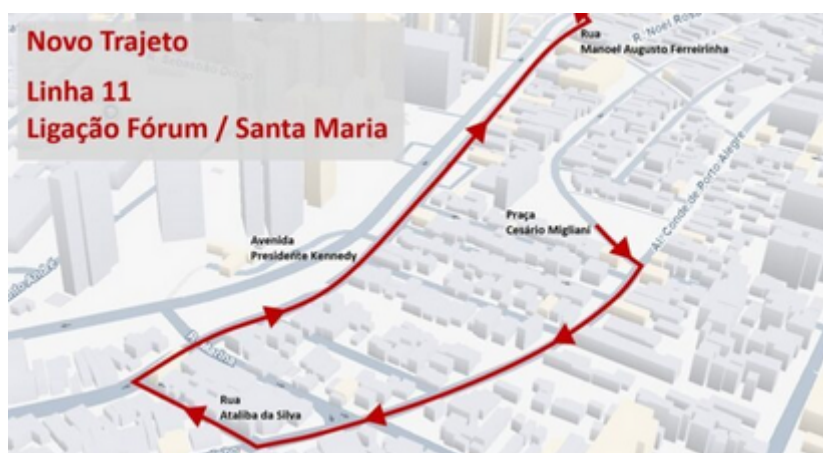 Novo Trajeto
Linha 11
Ligação Fórum / Santa Maria
Rua
Manoel Augusto Ferreirinha
R. Noel Rosa
Al. Conde de Porto Alegre
Praça
Cesário Migliani
Avenida
Presidente Kennedy
Rua
Ataliba da Silva